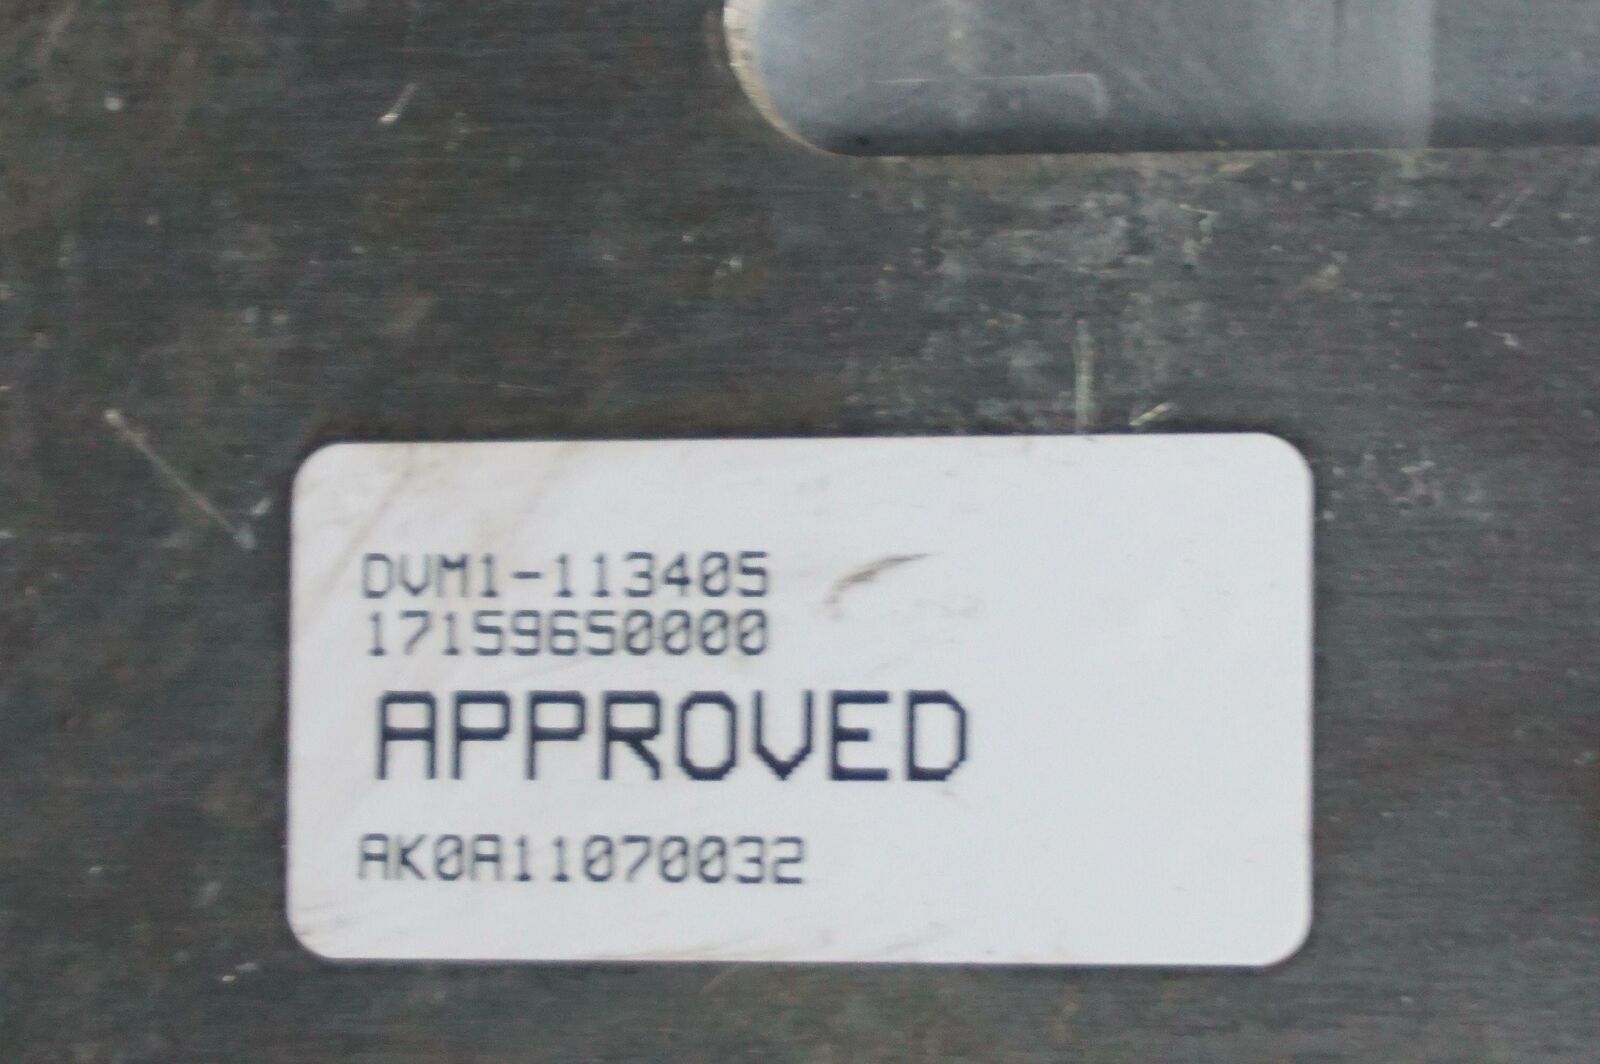 DVM1-113405
17159650000
APPROVED
AK0A11070032